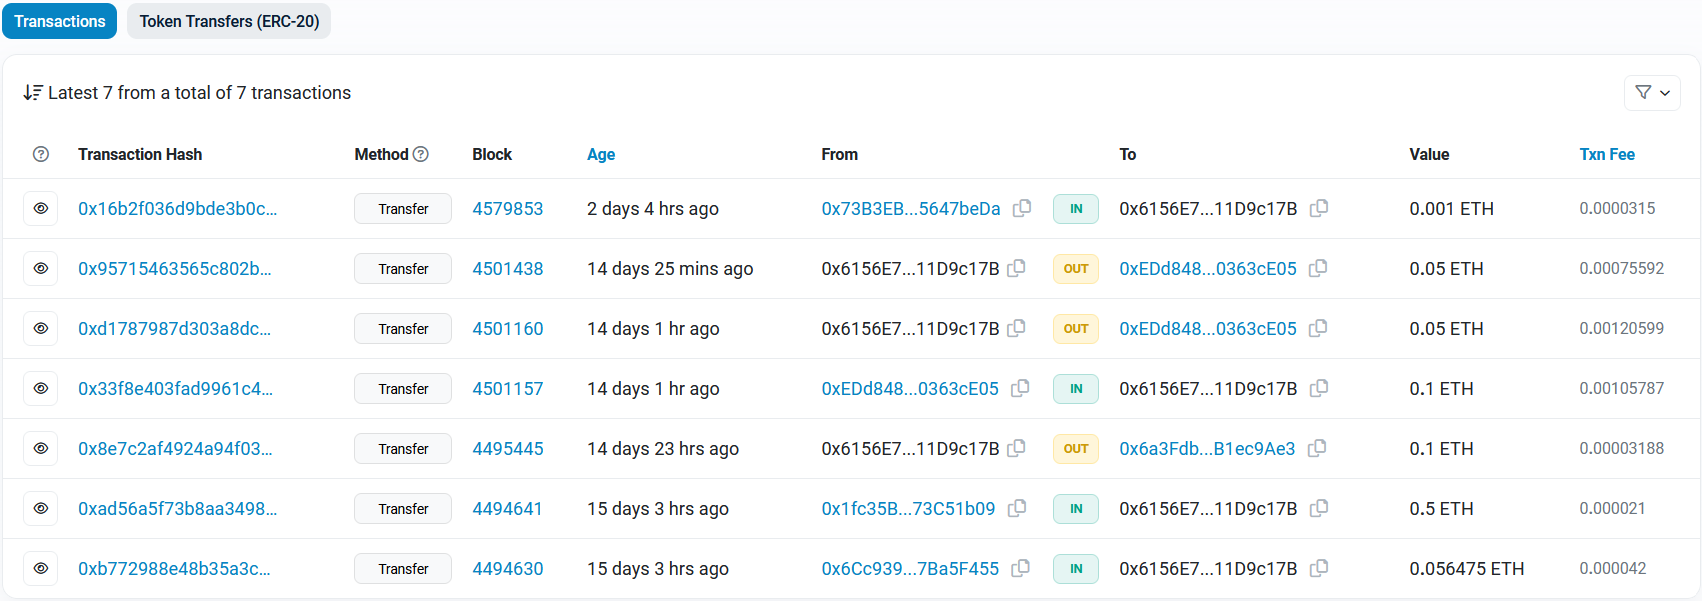 Transactions Token Transfers (ERC-20)
Latest 7 from a total of 7 transactions
Transaction Hash Method Block Age From To Value Txn Fee
0x16b2f036d9bde3b0c... Transfer 4579853 2 days 4 hrs ago 0x73B3EB...5647beDa IN 0x6156E7...11D9c17B 0.001 ETH 0.0000315
0x95715463565c802b... Transfer 4501438 14 days 25 mins ago 0x6156E7...11D9c17B OUT 0xEDd848...0363cE05 0.05 ETH 0.00075592
0xd1787987d303a8dc... Transfer 4501160 14 days 1 hr ago 0x6156E7...11D9c17B OUT 0xEDd848...0363cE05 0.05 ETH 0.00120599
0x33f8e403fad9961c4... Transfer 4501157 14 days 1 hr ago 0xEDd848...0363cE05 IN 0x6156E7...11D9c17B 0.1 ETH 0.00105787
0x8e7c2af4924a94f03... Transfer 4495445 14 days 23 hrs ago 0x6156E7...11D9c17B OUT 0x6a3Fdb...B1ec9Ae3 0.1 ETH 0.00003188
0xad56a5f73b8aa3498... Transfer 4494641 15 days 3 hrs ago 0x1fc35B...73C51b09 IN 0x6156E7...11D9c17B 0.5 ETH 0.000021
0xb772988e48b35a3c... Transfer 4494630 15 days 3 hrs ago 0x6Cc939...7Ba5F455 IN 0x6156E7...11D9c17B 0.056475 ETH 0.000042